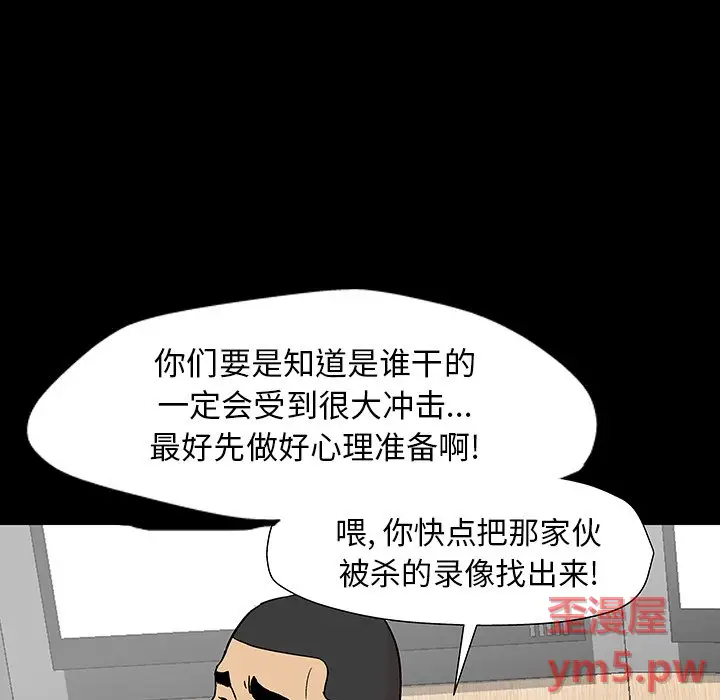 你们要是知道是谁干的
一定会受到很大冲击...
最好先做好心理准备啊!
喂, 你快点把那家伙
被杀的录像找出来!
歪漫屋
ym5.pw